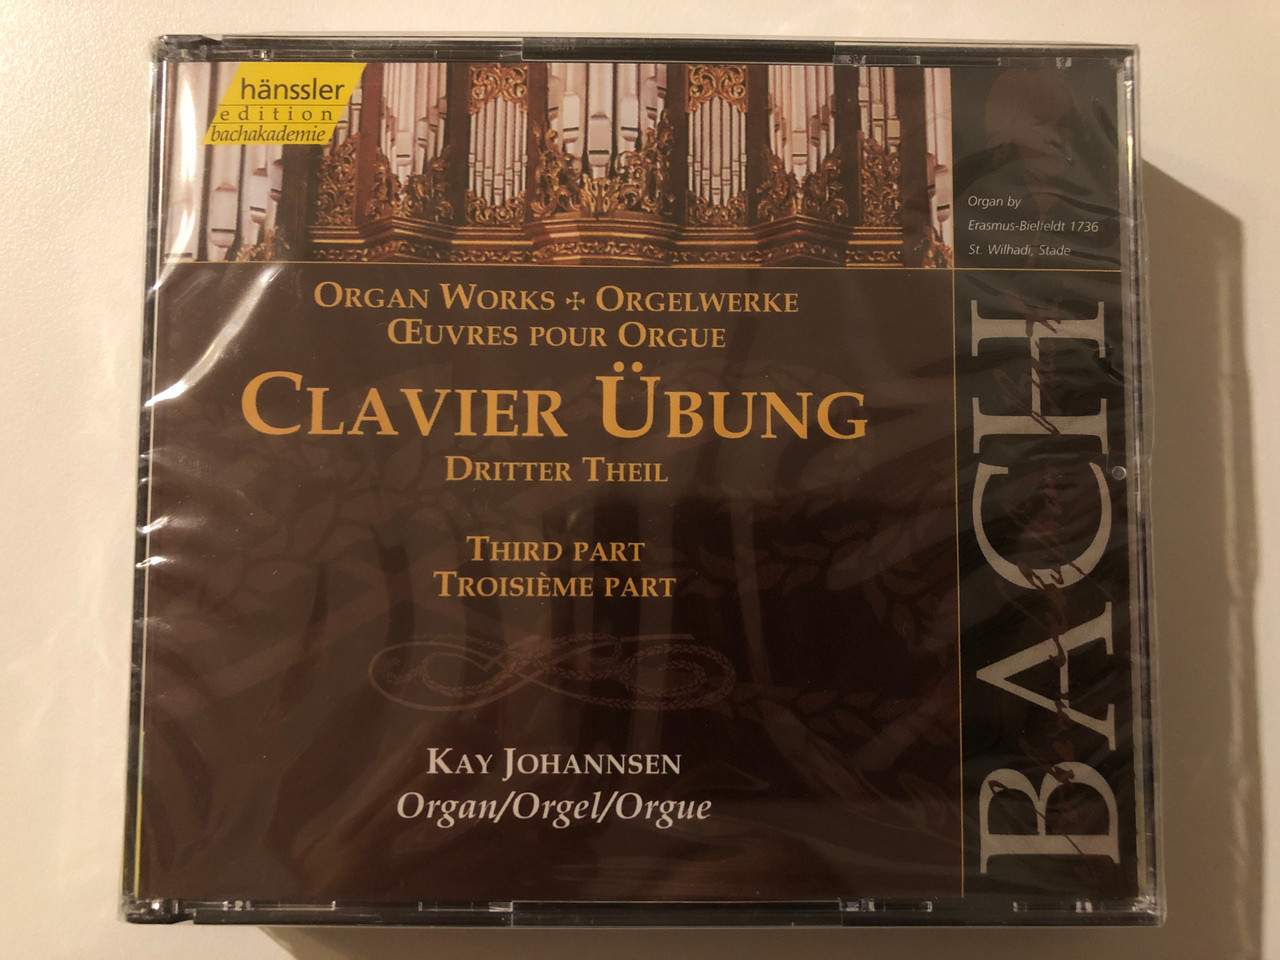 hänssler
edition
bachakademie.
Organ by
Erasmus-Bielfeldt 1736
St. Wilhadi, Stade
ORGAN WORKS ✢ ORGELWERKE
ŒUVRES POUR ORGUE
CLAVIER ÜBUNG
DRITTER THEIL
THIRD PART
TROISIÈME PART
KAY JOHANNSEN
Organ/Orgel/Orgue
BACH